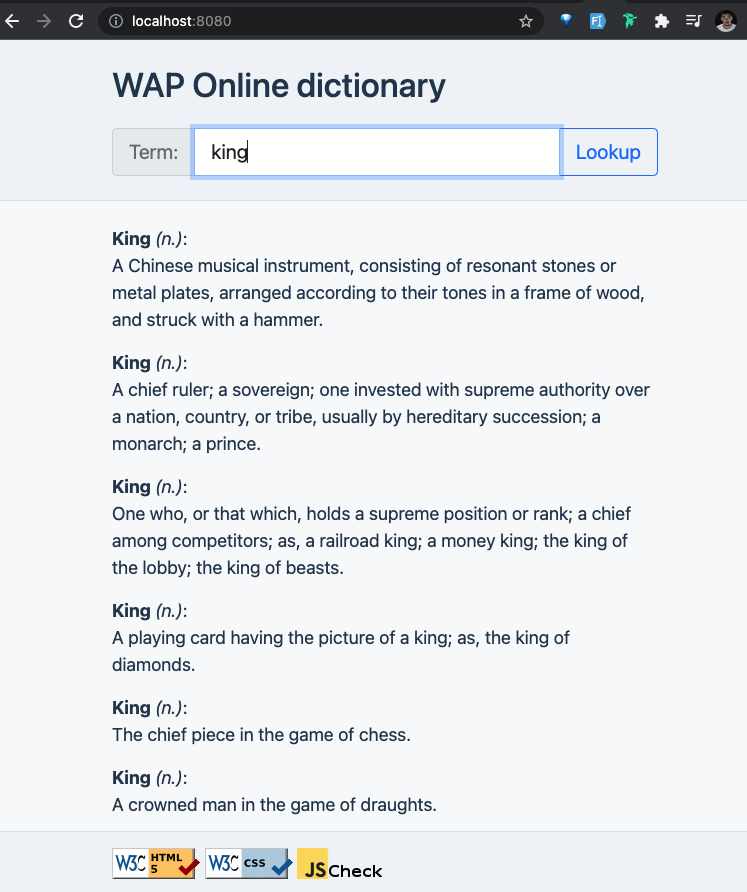 localhost:8080
WAP Online dictionary
Term: king Lookup
King (n.):
A Chinese musical instrument, consisting of resonant stones or
metal plates, arranged according to their tones in a frame of wood,
and struck with a hammer.
King (n.):
A chief ruler; a sovereign; one invested with supreme authority over
a nation, country, or tribe, usually by hereditary succession; a
monarch; a prince.
King (n.):
One who, or that which, holds a supreme position or rank; a chief
among competitors; as, a railroad king; a money king; the king of
the lobby; the king of beasts.
King (n.):
A playing card having the picture of a king; as, the king of
diamonds.
King (n.):
The chief piece in the game of chess.
King (n.):
A crowned man in the game of draughts.
W3C HTML 5 W3C css JS Check